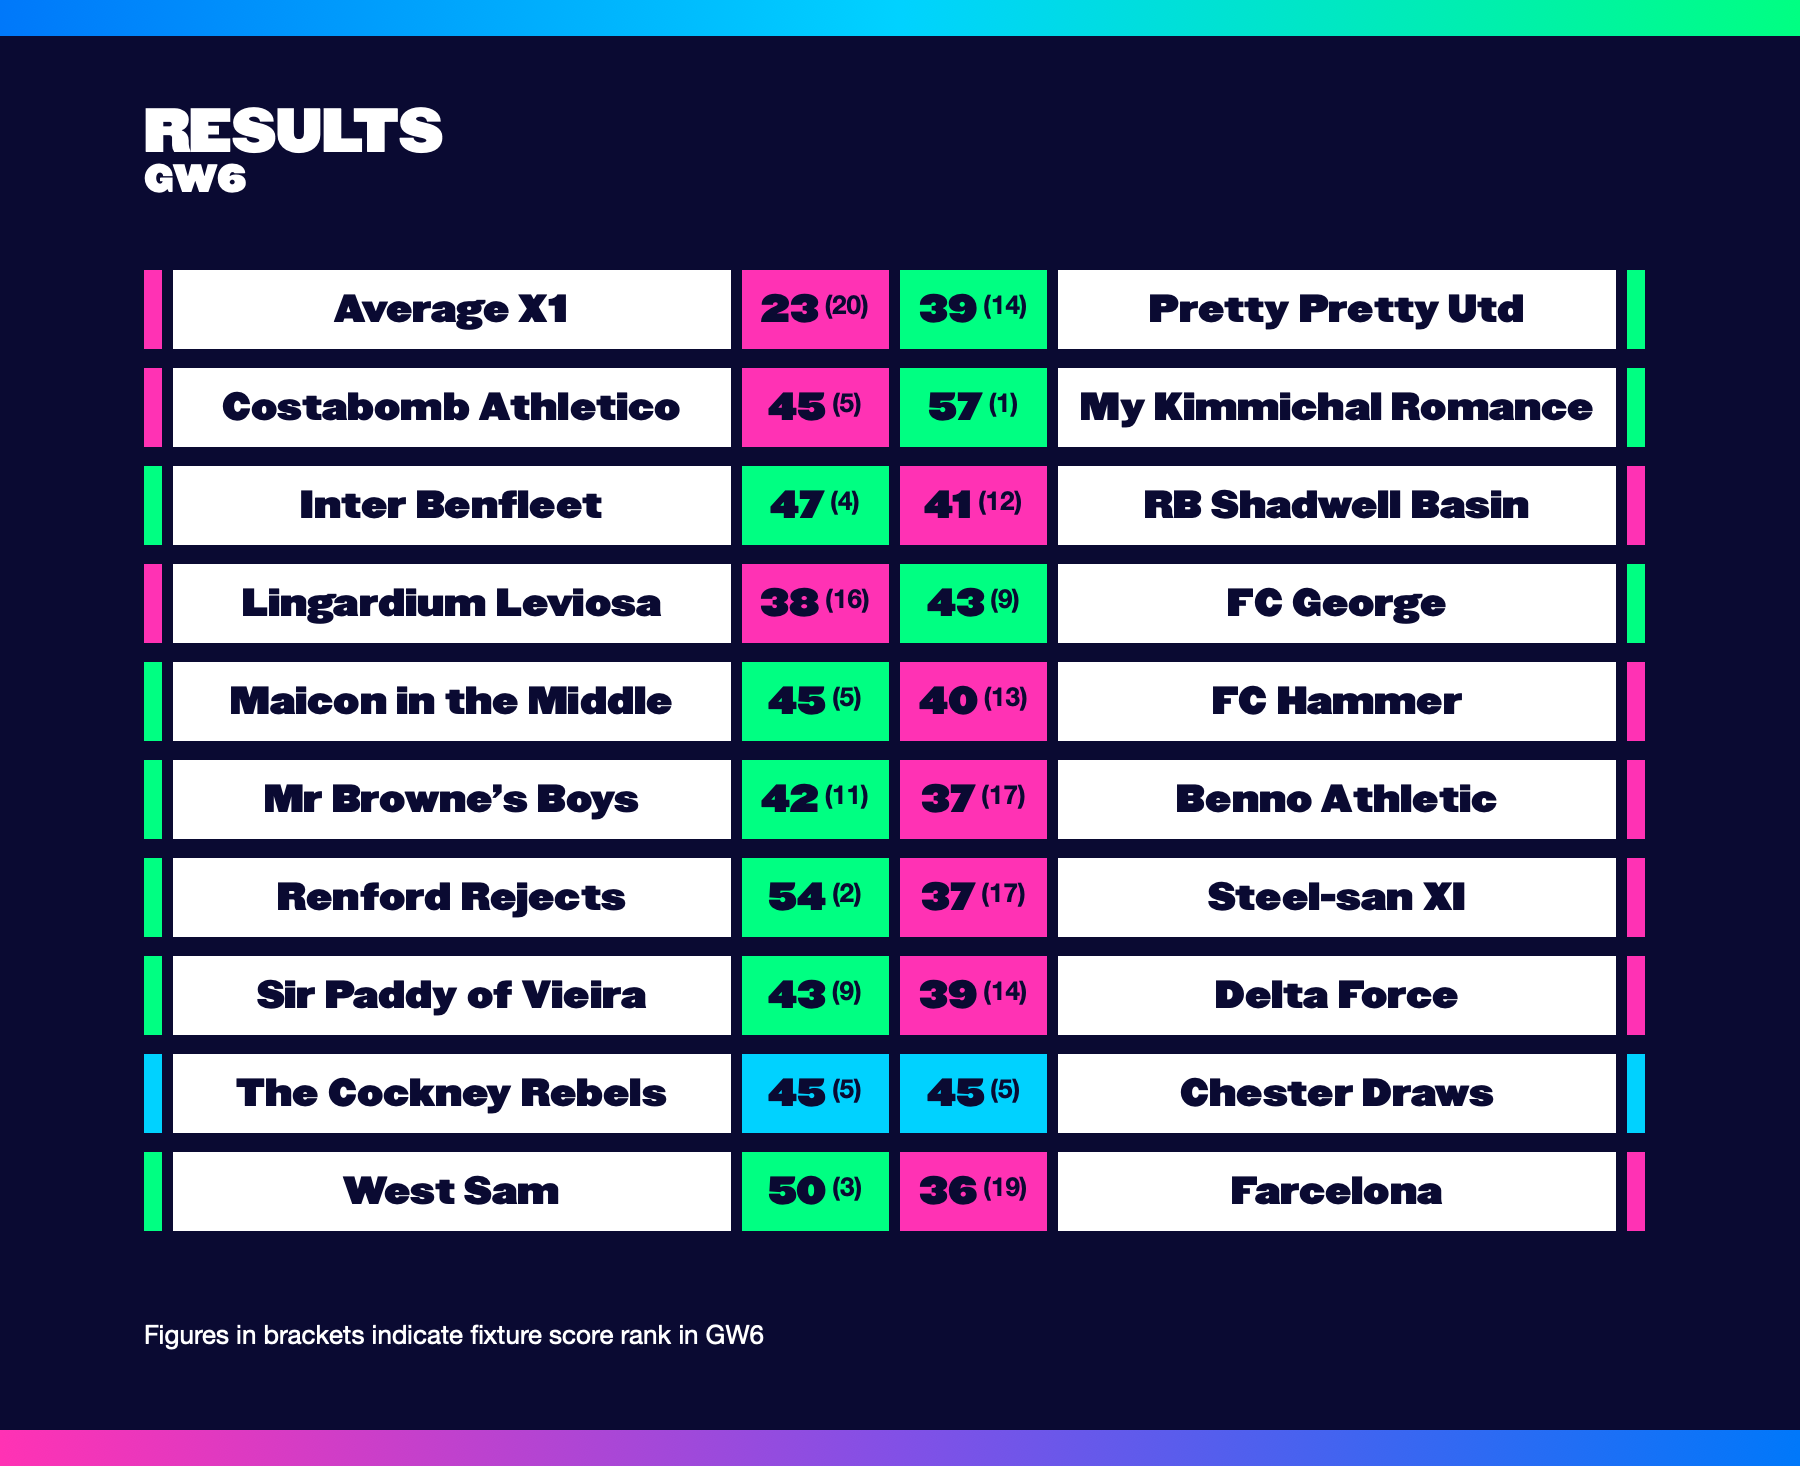 RESULTS
GW6
Average X1 23 (20) 39 (14) Pretty Pretty Utd
Costabomb Athletico 45 (5) 57 (1) My Kimmichal Romance
Inter Benfleet 47 (4) 41 (12) RB Shadwell Basin
Lingardium Leviosa 38 (16) 43 (9) FC George
Maicon in the Middle 45 (5) 40 (13) FC Hammer
Mr Browne’s Boys 42 (11) 37 (17) Benno Athletic
Renford Rejects 54 (2) 37 (17) Steel-san XI
Sir Paddy of Vieira 43 (9) 39 (14) Delta Force
The Cockney Rebels 45 (5) 45 (5) Chester Draws
West Sam 50 (3) 36 (19) Farcelona
Figures in brackets indicate fixture score rank in GW6